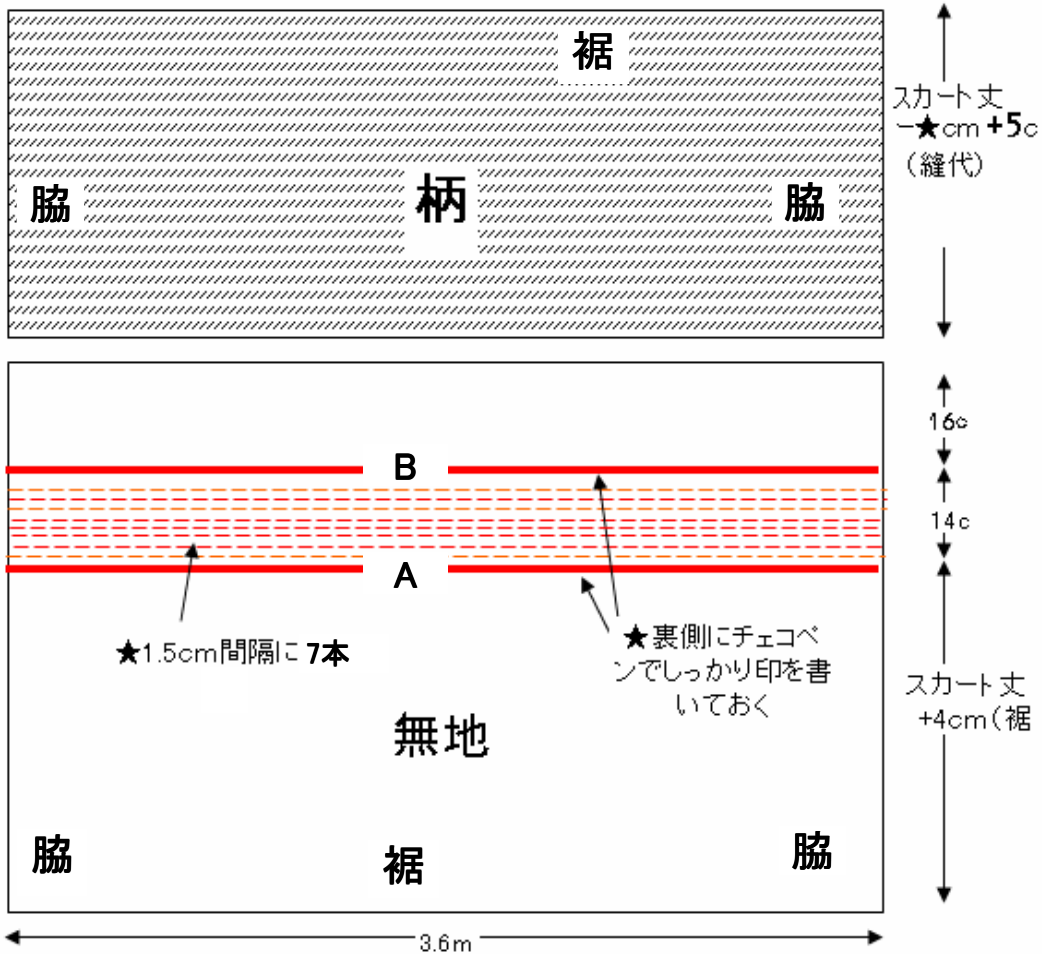 裾
スカート丈
ー★cm +5c
(縫代)
脇
柄
脇
16c
B
14c
A
★1.5cm間隔に 7本
★裏側にチェコペ
ンでしっかり印を書
いておく
スカート丈
+4cm(裾
無地
脇
裾
脇
3.6m